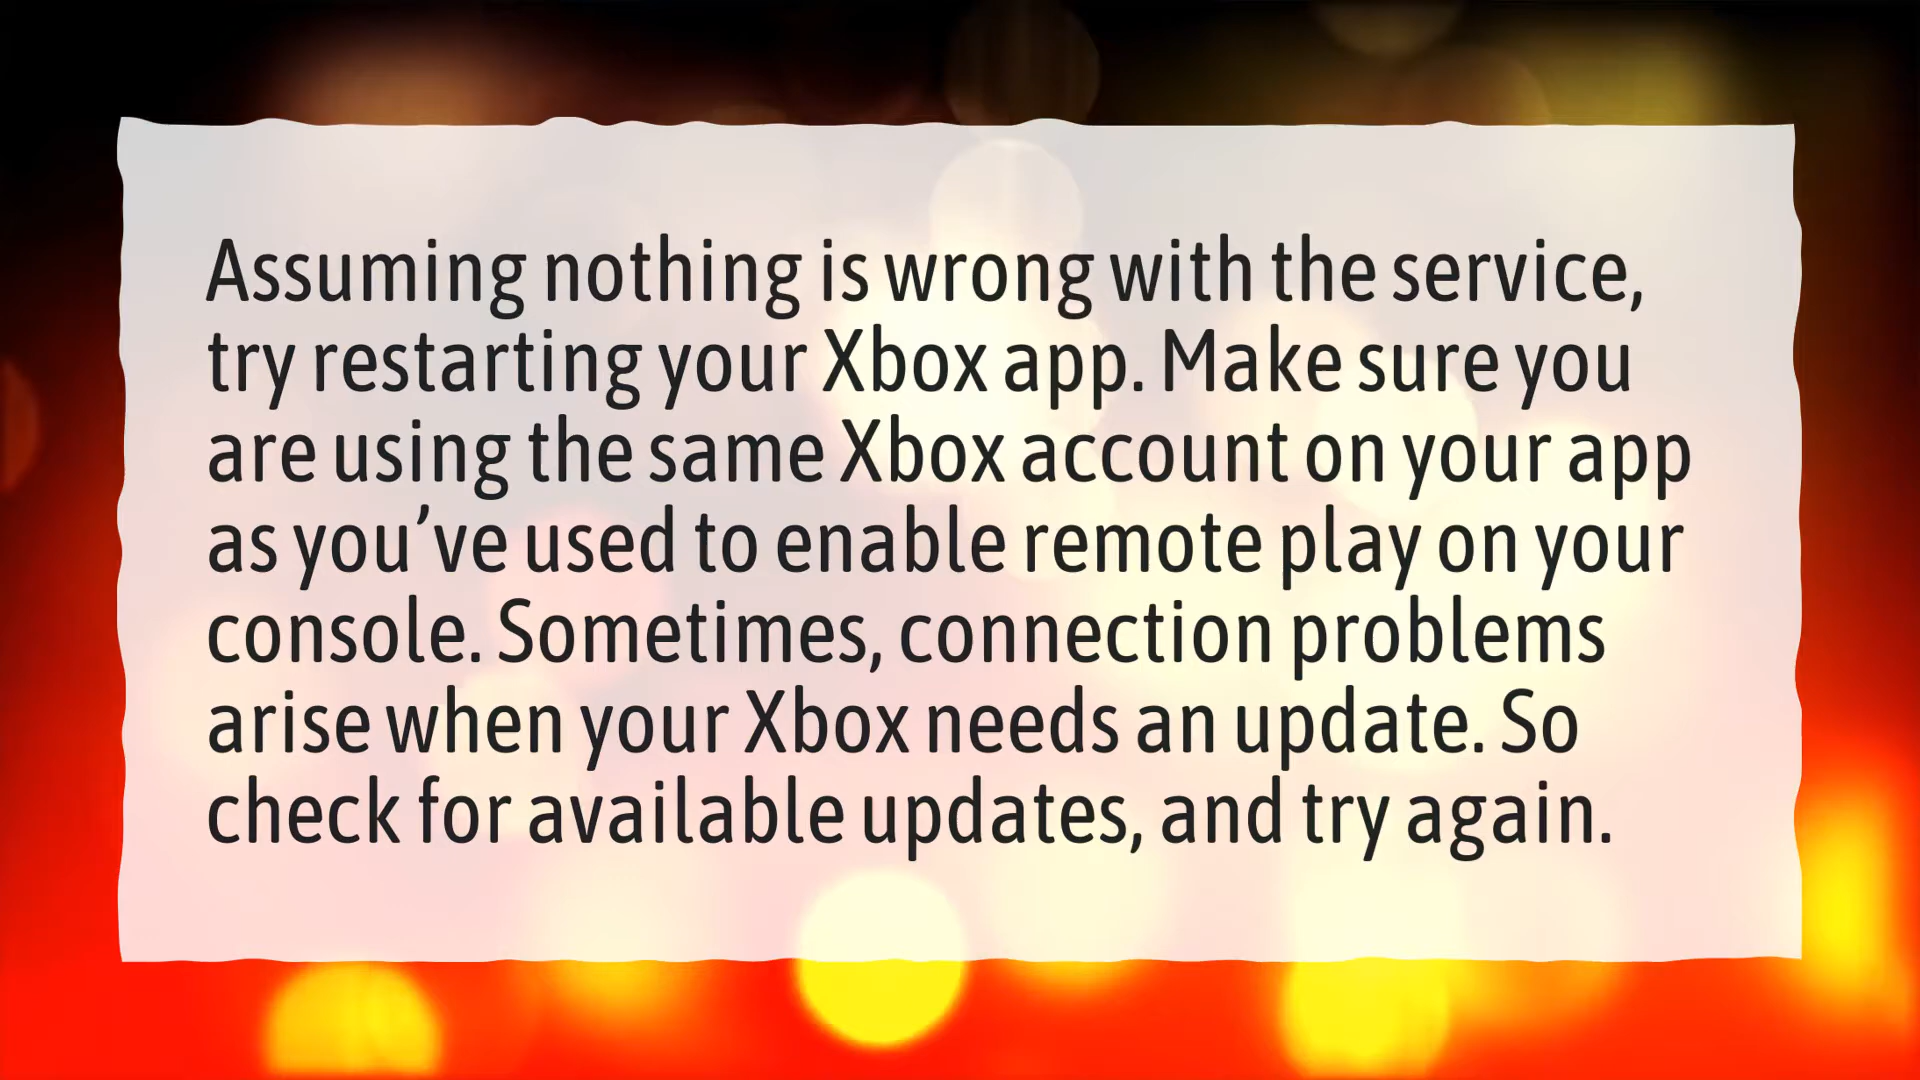 Assuming nothing is wrong with the service,
try restarting your Xbox app. Make sure you
are using the same Xbox account on your app
as you’ve used to enable remote play on your
console. Sometimes, connection problems
arise when your Xbox needs an update. So
check for available updates, and try again.